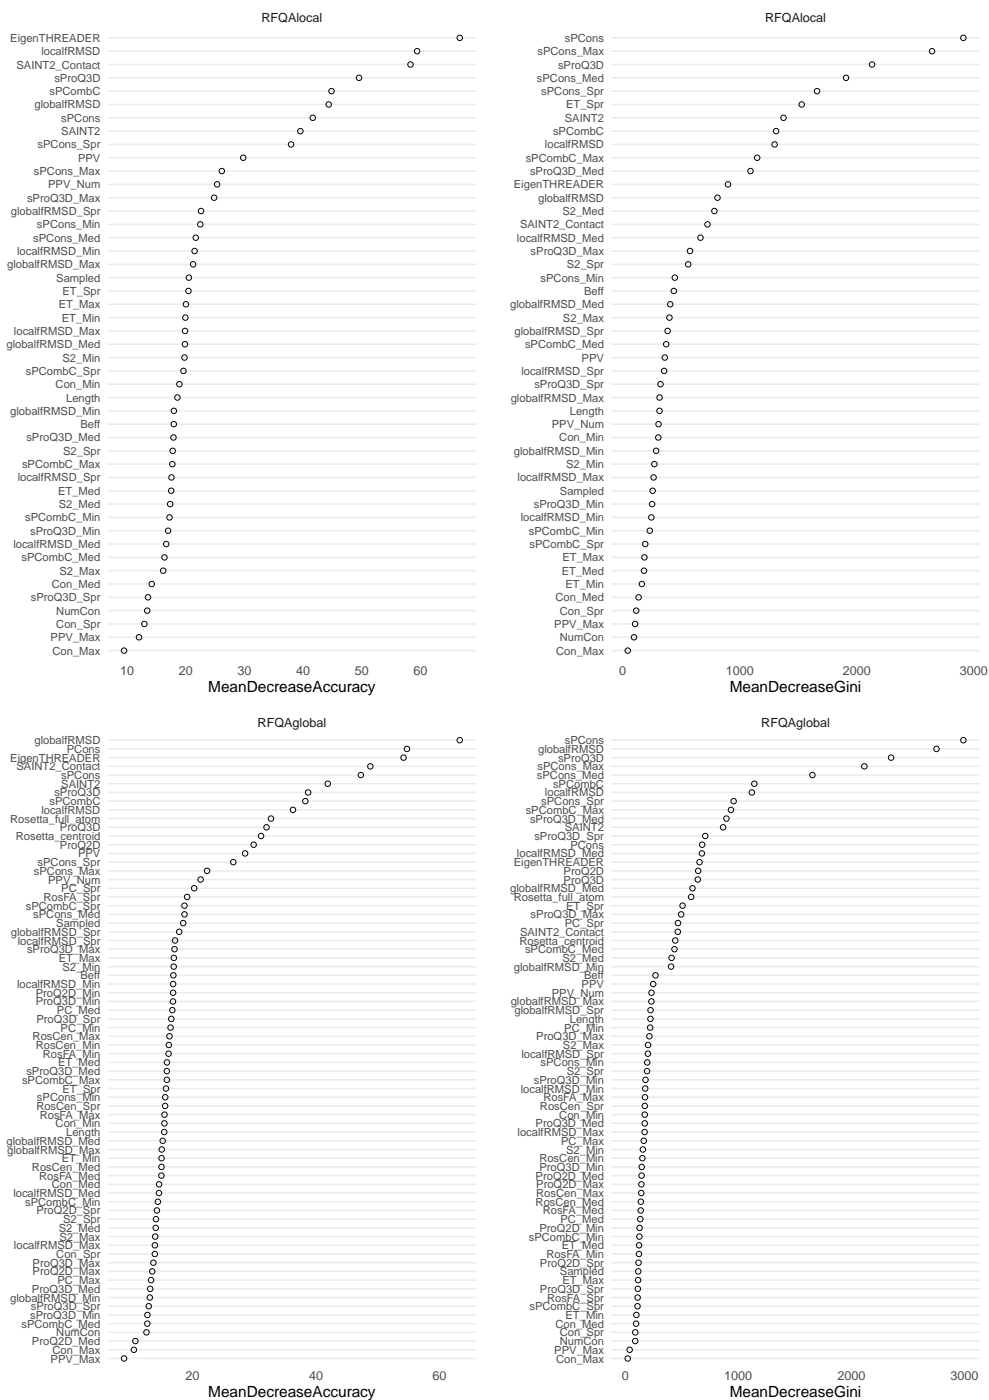 RFQAlocal
EigenTHREADER
localfRMSD
SAINT2_Contact
sProQ3D
sPCombC
globalfRMSD
sPCons
SAINT2
sPCons_Spr
PPV
sPCons_Max
PPV_Num
sProQ3D_Max
globalfRMSD_Spr
sPCons_Min
sPCons_Med
localfRMSD_Min
globalfRMSD_Max
Sampled
ET_Spr
ET_Max
ET_Min
localfRMSD_Max
globalfRMSD_Med
S2_Min
sPCombC_Spr
Con_Min
Length
globalfRMSD_Min
Beff
sProQ3D_Med
S2_Spr
sPCombC_Max
localfRMSD_Spr
ET_Med
S2_Med
sPCombC_Min
sProQ3D_Min
localfRMSD_Med
sPCombC_Med
S2_Max
Con_Med
sProQ3D_Spr
NumCon
Con_Spr
PPV_Max
Con_Max
10 20 30 40 50 60
MeanDecreaseAccuracy
RFQAlocal
sPCons
sPCons_Max
sProQ3D
sPCons_Med
sPCons_Spr
ET_Spr
SAINT2
sPCombC
localfRMSD
sPCombC_Max
sProQ3D_Med
EigenTHREADER
globalfRMSD
S2_Med
SAINT2_Contact
localfRMSD_Med
sProQ3D_Max
S2_Spr
sPCons_Min
Beff
globalfRMSD_Med
S2_Max
globalfRMSD_Spr
sPCombC_Med
PPV
localfRMSD_Spr
sProQ3D_Spr
globalfRMSD_Max
Length
PPV_Num
Con_Min
globalfRMSD_Min
S2_Min
localfRMSD_Max
Sampled
sProQ3D_Min
localfRMSD_Min
sPCombC_Min
sPCombC_Spr
ET_Max
ET_Med
ET_Min
Con_Med
Con_Spr
PPV_Max
NumCon
Con_Max
0 1000 2000 3000
MeanDecreaseGini
RFQAglobal
globalfRMSD
PCons
EigenTHREADER
SAINT2_Contact
sPCons
SAINT2
sProQ3D
sPCombC
localfRMSD
Rosetta_full_atom
ProQ3D
Rosetta_centroid
ProQ2D
PPV
sPCons_Spr
sPCons_Max
PPV_Num
PC_Spr
RosFA_Spr
sPCombC_Spr
sPCons_Med
Sampled
globalfRMSD_Spr
localfRMSD_Spr
sProQ3D_Max
ET_Max
S2_Min
Beff
localfRMSD_Min
ProQ2D_Min
ProQ3D_Min
PC_Med
ProQ3D_Spr
PC_Min
RosCen_Max
RosCen_Min
RosFA_Min
ET_Med
sProQ3D_Med
sPCombC_Max
ET_Spr
sPCons_Min
RosCen_Spr
RosFA_Max
Con_Min
Length
globalfRMSD_Med
globalfRMSD_Max
ET_Min
RosCen_Med
RosFA_Med
Con_Med
localfRMSD_Med
sPCombC_Min
ProQ2D_Spr
S2_Spr
S2_Med
S2_Max
localfRMSD_Max
Con_Spr
ProQ3D_Max
ProQ2D_Max
PC_Max
ProQ3D_Med
globalfRMSD_Min
sProQ3D_Spr
sProQ3D_Min
sPCombC_Med
NumCon
ProQ2D_Med
Con_Max
PPV_Max
20 40 60
MeanDecreaseAccuracy
RFQAglobal
sPCons
globalfRMSD
sProQ3D
sPCons_Max
sPCons_Med
sPCombC
localfRMSD
sPCons_Spr
sPCombC_Max
sProQ3D_Med
SAINT2
sProQ3D_Spr
PCons
localfRMSD_Med
EigenTHREADER
ProQ2D
ProQ3D
globalfRMSD_Med
Rosetta_full_atom
ET_Spr
sProQ3D_Max
PC_Spr
SAINT2_Contact
Rosetta_centroid
sPCombC_Med
S2_Med
globalfRMSD_Min
Beff
PPV
PPV_Num
globalfRMSD_Max
globalfRMSD_Spr
Length
PC_Min
ProQ3D_Max
S2_Max
localfRMSD_Spr
sPCons_Min
S2_Spr
sProQ3D_Min
localfRMSD_Min
RosFA_Max
RosCen_Spr
Con_Min
ProQ3D_Med
localfRMSD_Max
PC_Max
S2_Min
RosCen_Min
ProQ3D_Min
ProQ2D_Med
ProQ2D_Max
RosCen_Max
RosCen_Med
RosFA_Med
PC_Med
ProQ2D_Min
sPCombC_Min
ET_Med
RosFA_Min
ProQ2D_Spr
Sampled
ET_Max
ProQ3D_Spr
RosFA_Spr
sPCombC_Spr
ET_Min
Con_Med
Con_Spr
NumCon
PPV_Max
Con_Max
0 1000 2000 3000
MeanDecreaseGini